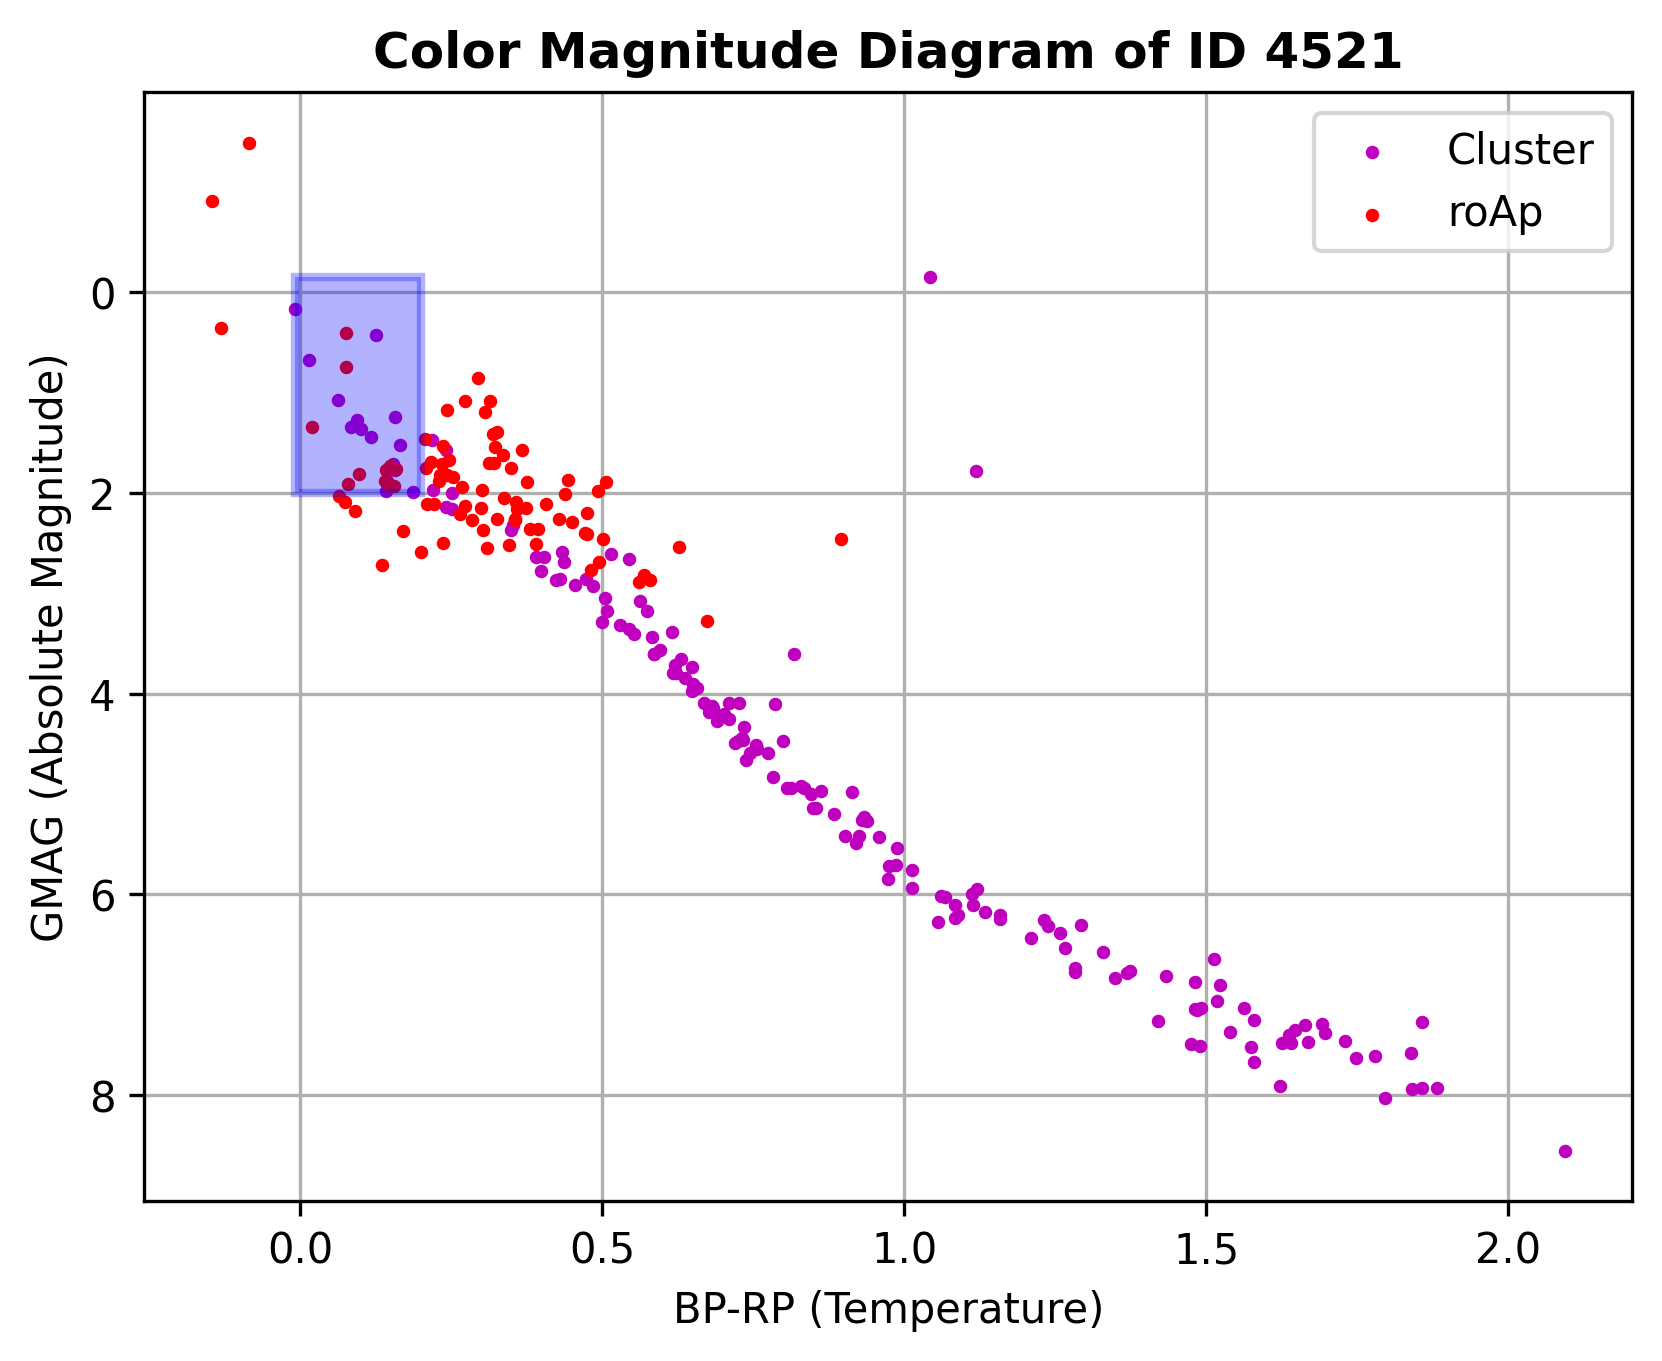 Color Magnitude Diagram of ID 4521
Cluster
roAp
GMAG (Absolute Magnitude)
0
2
4
6
8
0.0 0.5 1.0 1.5 2.0
BP-RP (Temperature)